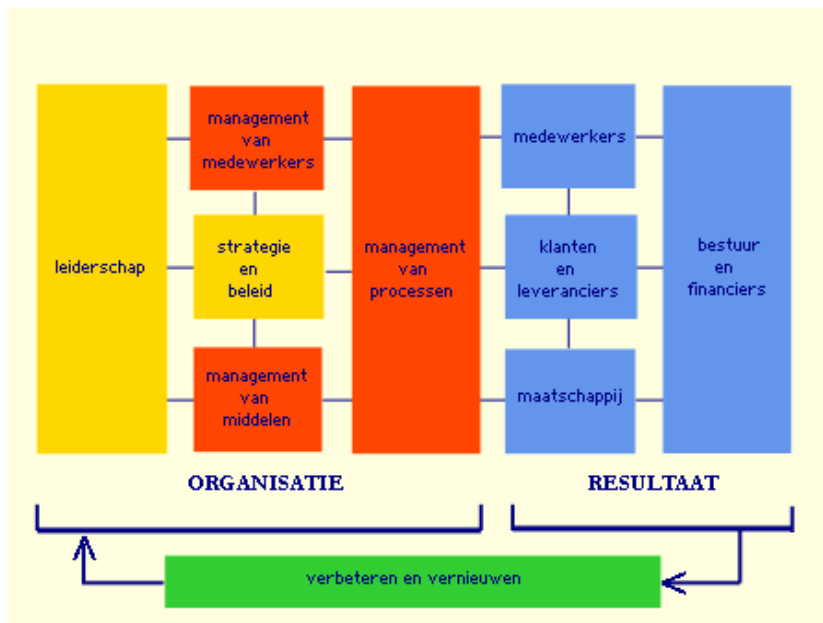 leiderschap
management
van
medewerkers
strategie
en
beleid
management
van
middelen
management
van
processen
medewerkers
klanten
en
leveranciers
maatschappij
bestuur
en
financiers
ORGANISATIE
RESULTAAT
verbeteren en vernieuwen